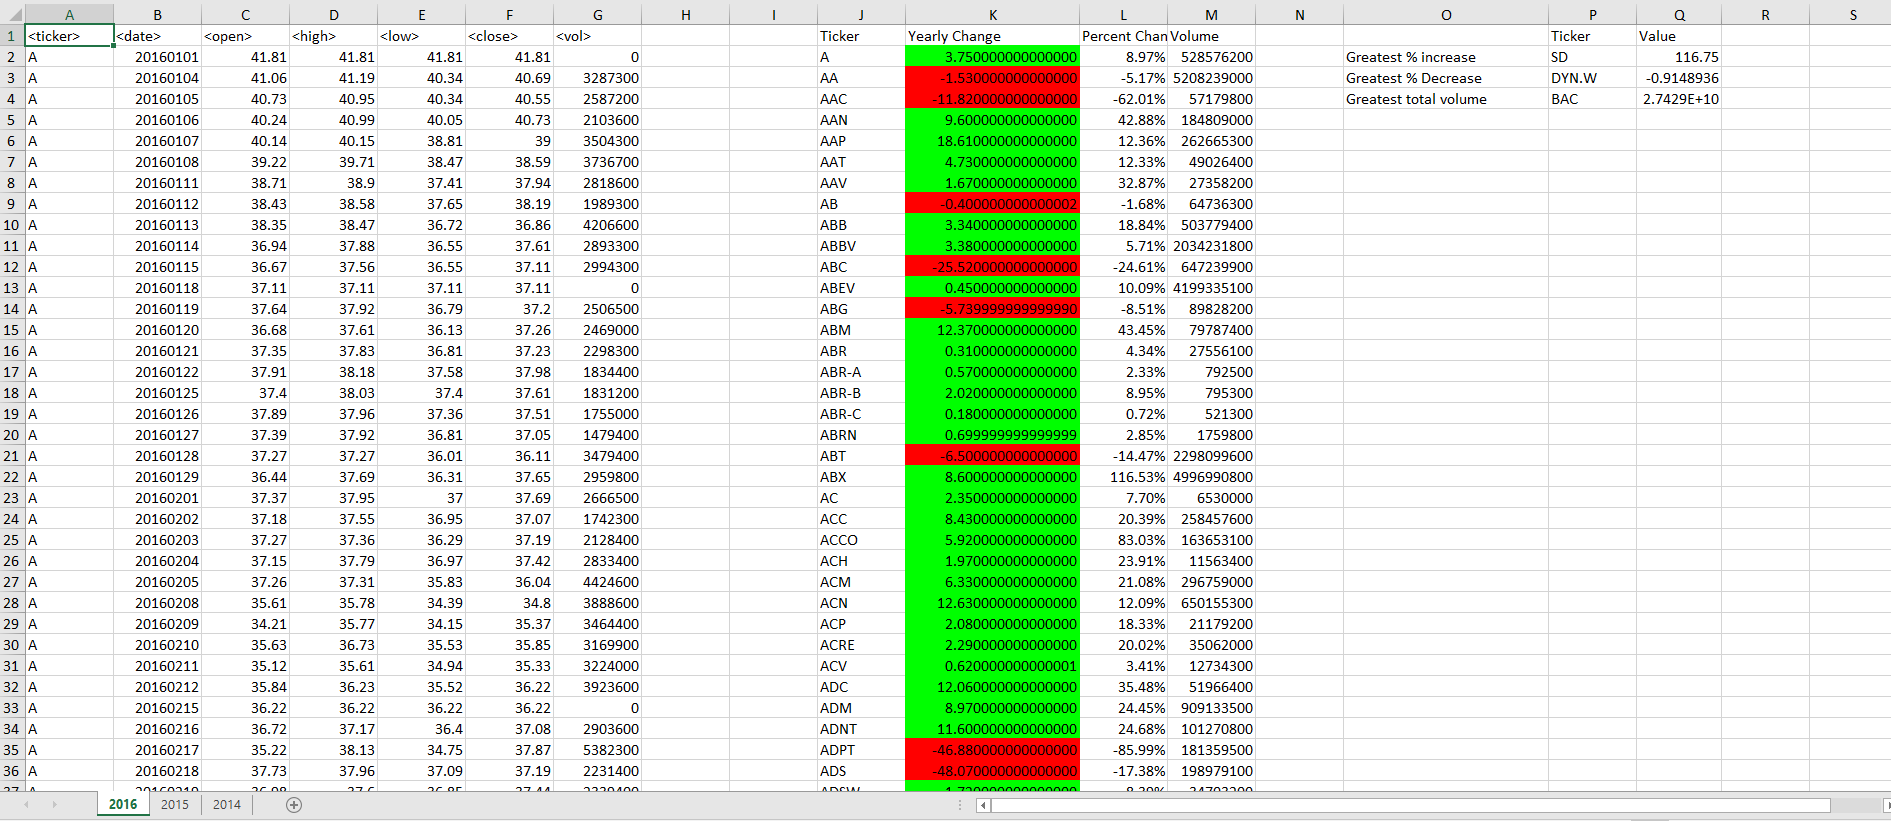 A B C D E F G H I J K L M N O P Q R S
1 <ticker> <date> <open> <high> <low> <close> <vol> Ticker Yearly Change Percent Chan Volume Ticker Value
2 A 20160101 41.81 41.81 41.81 41.81 0 A 3.750000000000000 8.97% 528576200 Greatest % increase SD 116.75
3 A 20160104 41.06 41.19 40.34 40.69 3287300 AA -1.530000000000000 -5.17% 5208239000 Greatest % Decrease DYN.W -0.9148936
4 A 20160105 40.73 40.95 40.34 40.55 2587200 AAC -11.820000000000000 -62.01% 57179800 Greatest total volume BAC 2.7429E+10
5 A 20160106 40.24 40.99 40.05 40.73 2103600 AAN 9.600000000000000 42.88% 184809000
6 A 20160107 40.14 40.15 38.81 39 3504300 AAP 18.610000000000000 12.36% 262665300
7 A 20160108 39.22 39.71 38.47 38.59 3736700 AAT 4.730000000000000 12.33% 49026400
8 A 20160111 38.71 38.9 37.41 37.94 2818600 AAV 1.670000000000000 32.87% 27358200
9 A 20160112 38.43 38.58 37.65 38.19 1989300 AB -0.400000000000002 -1.68% 64736300
10 A 20160113 38.35 38.47 36.72 36.86 4206600 ABB 3.340000000000000 18.84% 503779400
11 A 20160114 36.94 37.88 36.55 37.61 2893300 ABBV 3.380000000000000 5.71% 2034231800
12 A 20160115 36.67 37.56 36.55 37.11 2994300 ABC -25.520000000000000 -24.61% 647239900
13 A 20160118 37.11 37.11 37.11 37.11 0 ABEV 0.450000000000000 10.09% 4199335100
14 A 20160119 37.64 37.92 36.79 37.2 2506500 ABG -5.739999999999990 -8.51% 89828200
15 A 20160120 36.68 37.61 36.13 37.26 2469000 ABM 12.370000000000000 43.45% 79787400
16 A 20160121 37.35 37.83 36.81 37.23 2298300 ABR 0.310000000000000 4.34% 27556100
17 A 20160122 37.91 38.18 37.58 37.98 1834400 ABR-A 0.570000000000000 2.33% 792500
18 A 20160125 37.4 38.03 37.4 37.61 1831200 ABR-B 2.020000000000000 8.95% 795300
19 A 20160126 37.89 37.96 37.36 37.51 1755000 ABR-C 0.180000000000000 0.72% 521300
20 A 20160127 37.39 37.92 36.81 37.05 1479400 ABRN 0.699999999999999 2.85% 1759800
21 A 20160128 37.27 37.27 36.01 36.11 3479400 ABT -6.500000000000000 -14.47% 2298099600
22 A 20160129 36.44 37.69 36.31 37.65 2959800 ABX 8.600000000000000 116.53% 4996990800
23 A 20160201 37.37 37.95 37 37.69 2666500 AC 2.350000000000000 7.70% 6530000
24 A 20160202 37.18 37.55 36.95 37.07 1742300 ACC 8.430000000000000 20.39% 258457600
25 A 20160203 37.27 37.36 36.29 37.19 2128400 ACCO 5.920000000000000 83.03% 163653100
26 A 20160204 37.15 37.79 36.97 37.42 2833400 ACH 1.970000000000000 23.91% 11563400
27 A 20160205 37.26 37.31 35.83 36.04 4424600 ACM 6.330000000000000 21.08% 296759000
28 A 20160208 35.61 35.78 34.39 34.8 3888600 ACN 12.630000000000000 12.09% 650155300
29 A 20160209 34.21 35.77 34.15 35.37 3464400 ACP 2.080000000000000 18.33% 21179200
30 A 20160210 35.63 36.73 35.53 35.85 3169900 ACRE 2.290000000000000 20.02% 35062000
31 A 20160211 35.12 35.61 34.94 35.33 3224000 ACV 0.620000000000001 3.41% 12734300
32 A 20160212 35.84 36.23 35.52 36.22 3923600 ADC 12.060000000000000 35.48% 51966400
33 A 20160215 36.22 36.22 36.22 36.22 0 ADM 8.970000000000000 24.45% 909133500
34 A 20160216 36.72 37.17 36.4 37.08 2903600 ADNT 11.600000000000000 24.68% 101270800
35 A 20160217 35.22 38.13 34.75 37.87 5382300 ADPT -46.880000000000000 -85.99% 181359500
36 A 20160218 37.73 37.96 37.09 37.19 2231400 ADS -48.070000000000000 -17.38% 198979100
2016 2015 2014